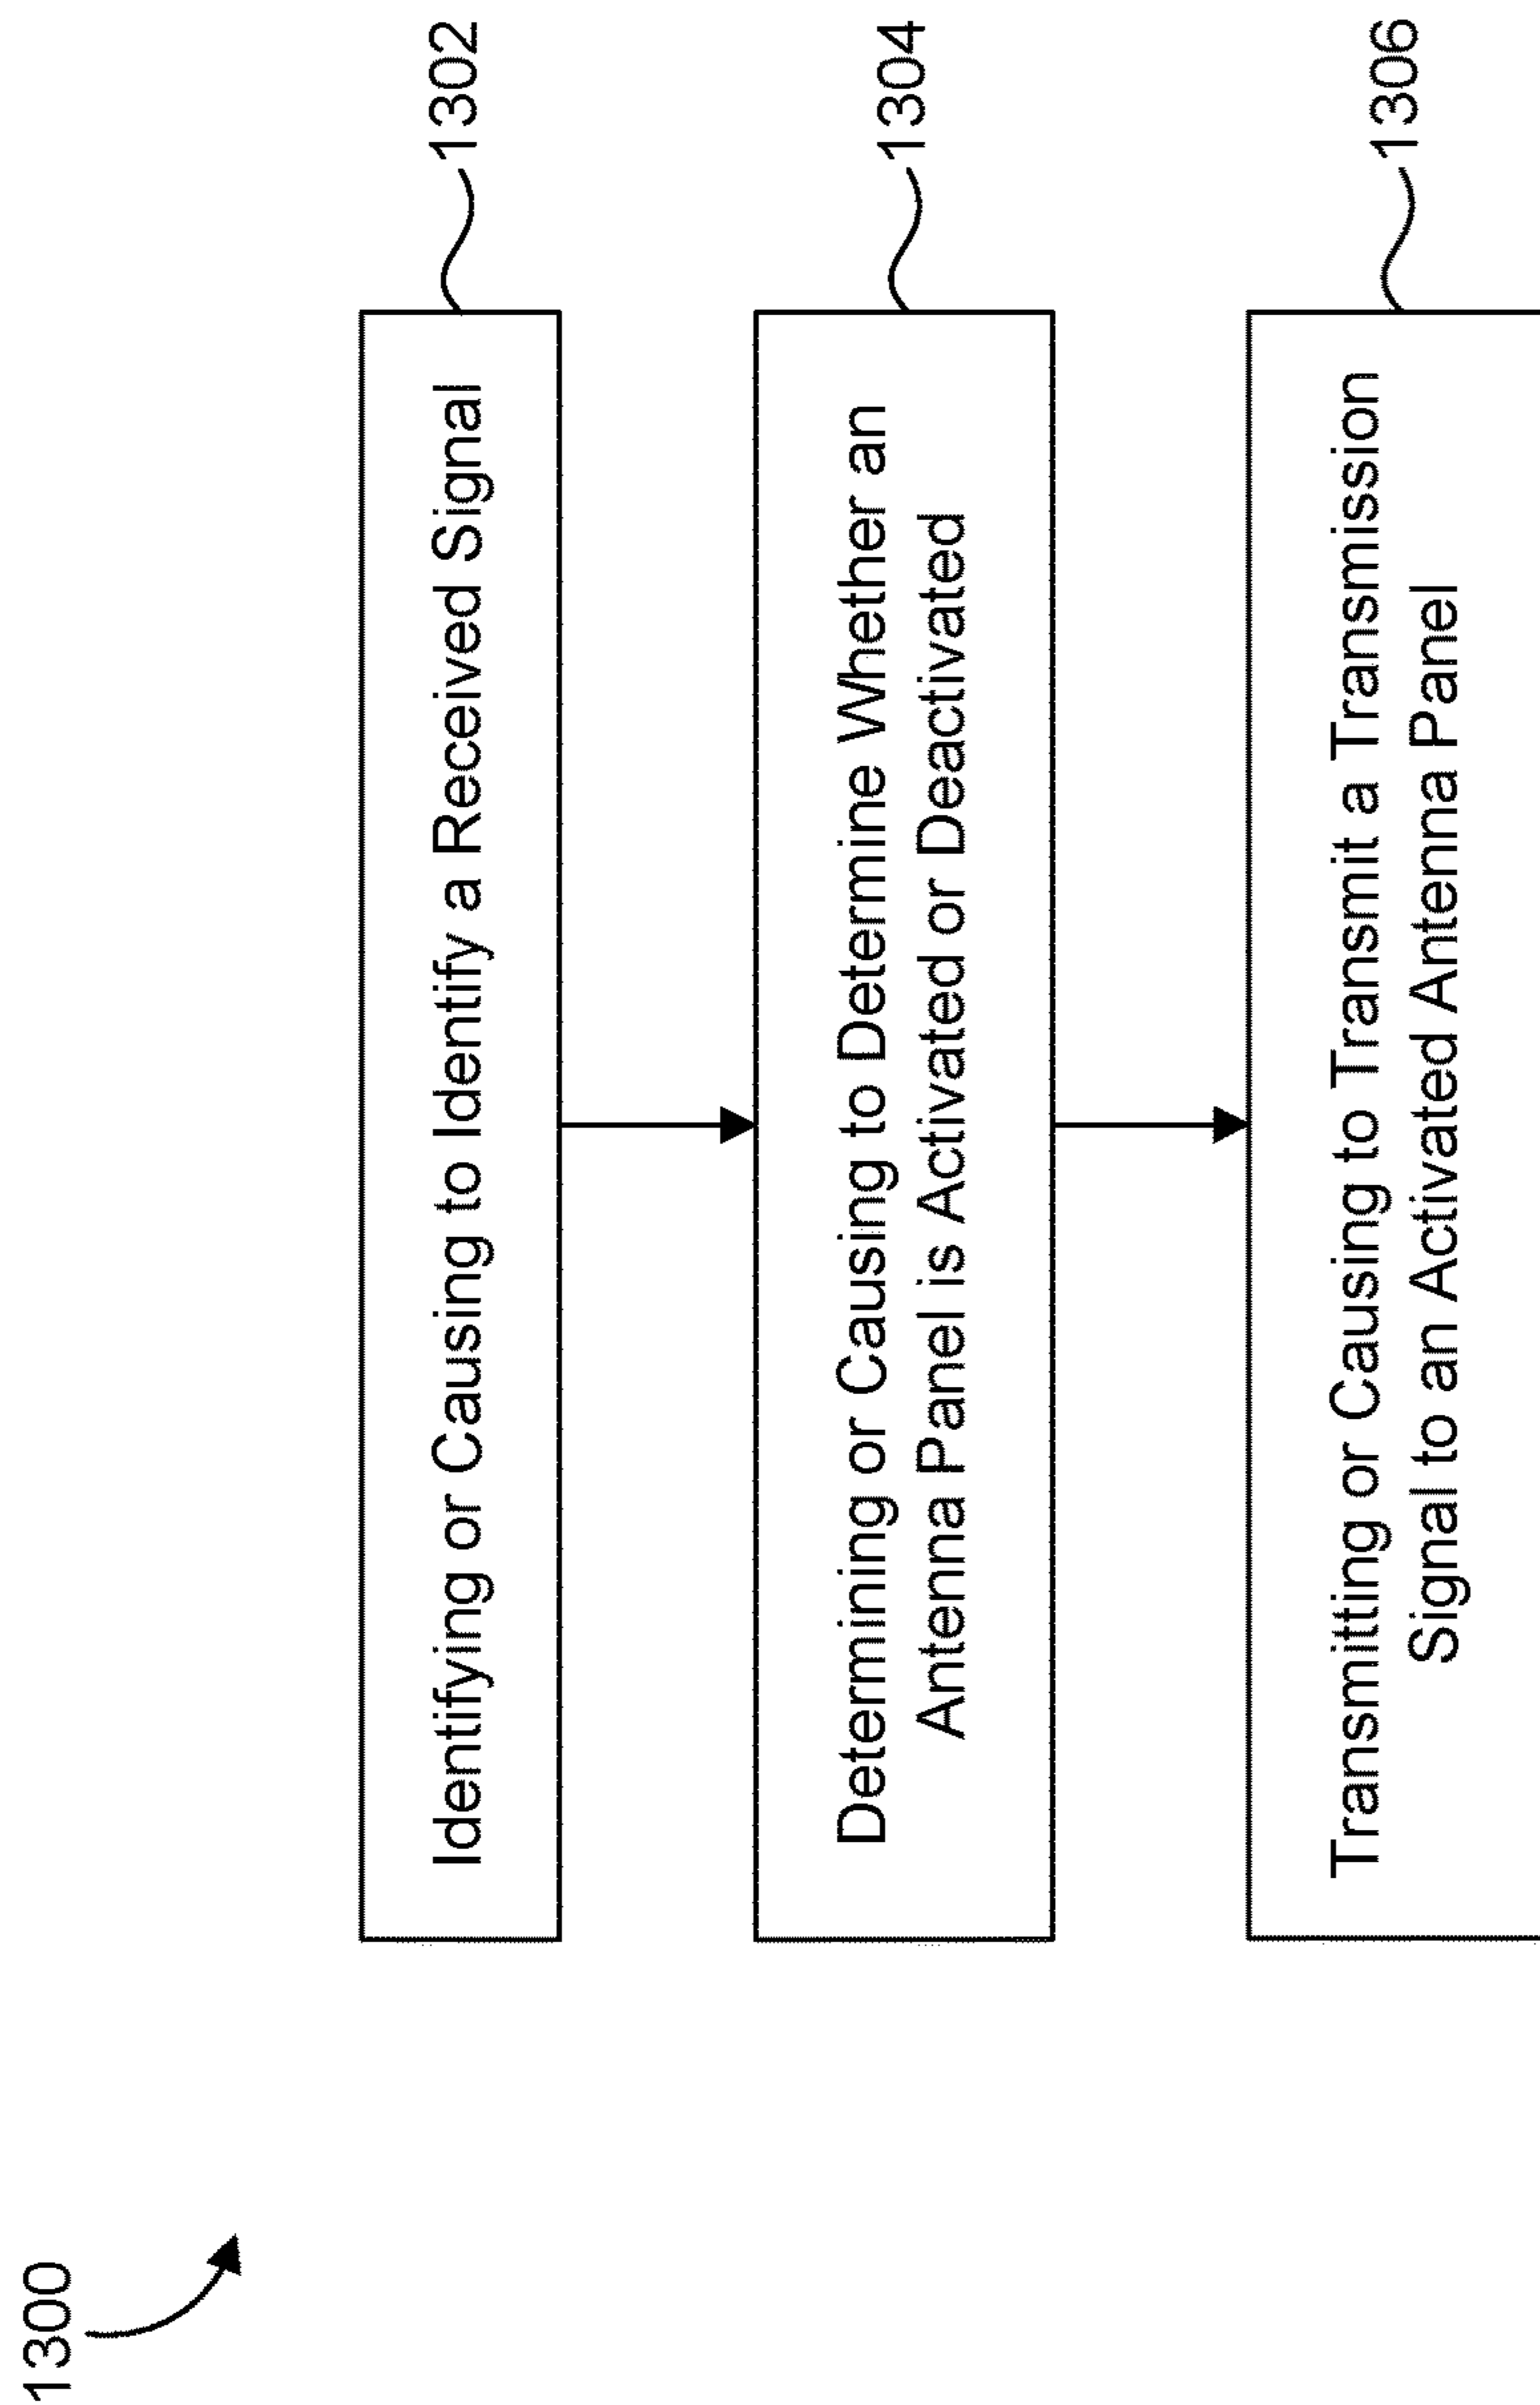 1300
Identifying or Causing to Identify a Received Signal
1302
Determining or Causing to Determine Whether an
Antenna Panel is Activated or Deactivated
1304
Transmitting or Causing to Transmit a Transmission
Signal to an Activated Antenna Panel
1306